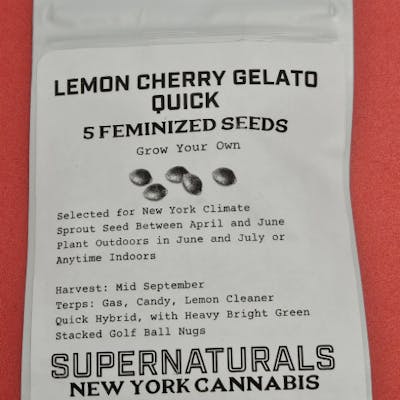 LEMON CHERRY GELATO
QUICK
5 FEMINIZED SEEDS
Grow Your Own
Selected for New York Climate
Sprout Seed Between April and June
Plant Outdoors in June and July or
Anytime Indoors
Harvest: Mid September
Terps: Gas, Candy, Lemon Cleaner
Quick Hybrid, with Heavy Bright Green
Stacked Golf Ball Nugs
SUPERNATURALS
NEW YORK CANNABIS